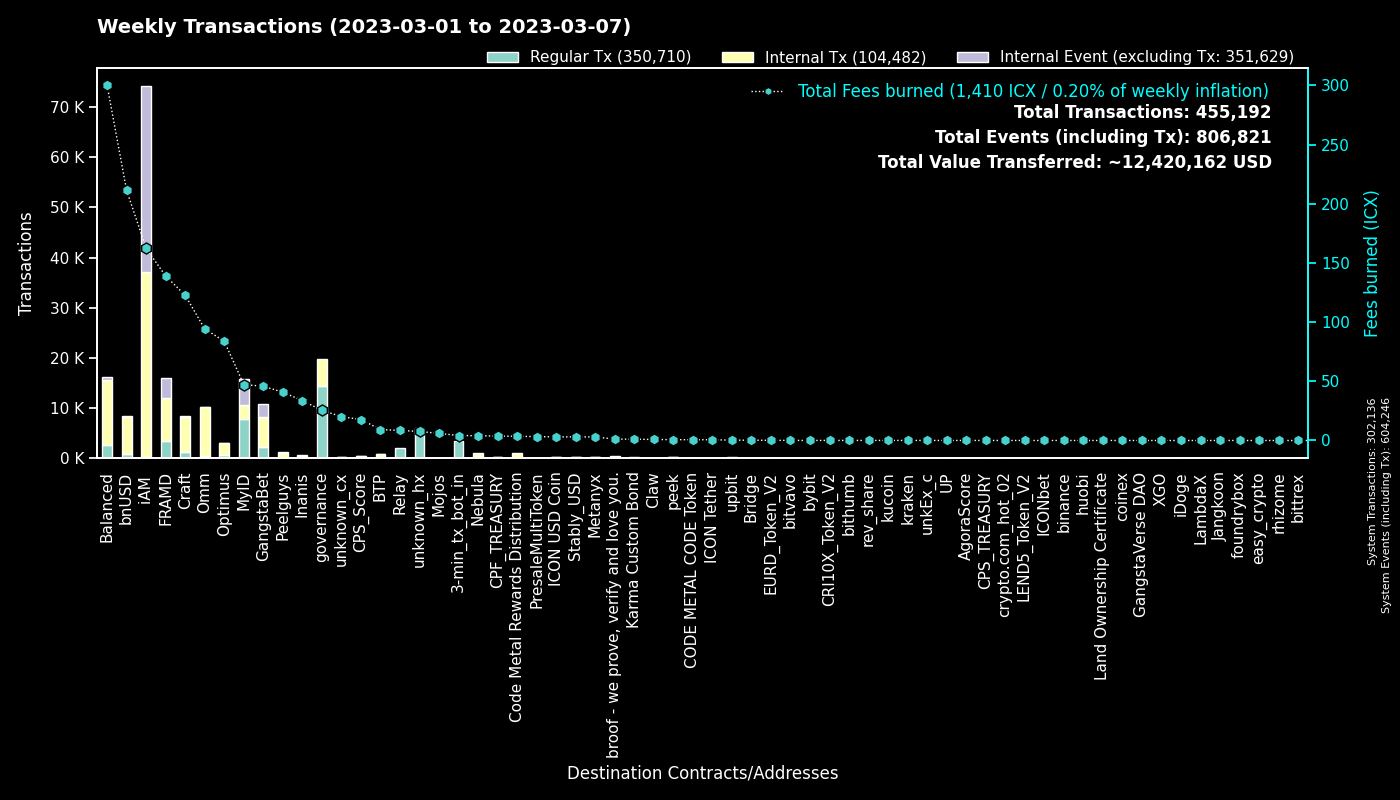 Weekly Transactions (2023-03-01 to 2023-03-07)
Regular Tx (350,710)
Internal Tx (104,482)
Internal Event (excluding Tx: 351,629)
Total Fees burned (1,410 ICX / 0.20% of weekly inflation)
Total Transactions: 455,192
Total Events (including Tx): 806,821
Total Value Transferred: ~12,420,162 USD
Transactions
70 K
60 K
50 K
40 K
30 K
20 K
10 K
0 K
300
250
200
150
100
50
0
Fees burned (ICX)
System Transactions: 302,136
System Events (including Tx): 604,246
Balanced
bnUSD
iAM
FRAMD
Craft
Omm
Optimus
MyID
GangstaBet
Peelguys
Inanis
governance
unknown_cx
CPS_Score
BTP
Relay
unknown_hx
Mojos
3-min_tx_bot_in
Nebula
CPF_TREASURY
Code Metal Rewards Distribution
PresaleMultiToken
ICON USD Coin
Stably_USD
Metanyx
broof - we prove, verify and love you.
Karma Custom Bond
Claw
peek
CODE METAL CODE Token
ICON Tether
upbit
Bridge
EURD_Token_V2
bitvavo
bybit
CRI10X_Token_V2
bithumb
rev_share
kucoin
kraken
unkEx_c
UP
AgoraScore
CPS_TREASURY
crypto.com_hot_02
LEND5_Token_V2
ICONbet
binance
huobi
Land Ownership Certificate
coinex
GangstaVerse DAO
XGO
iDoge
LambdaX
Jangkoon
foundrybox
easy_crypto
rhizome
bittrex
Destination Contracts/Addresses